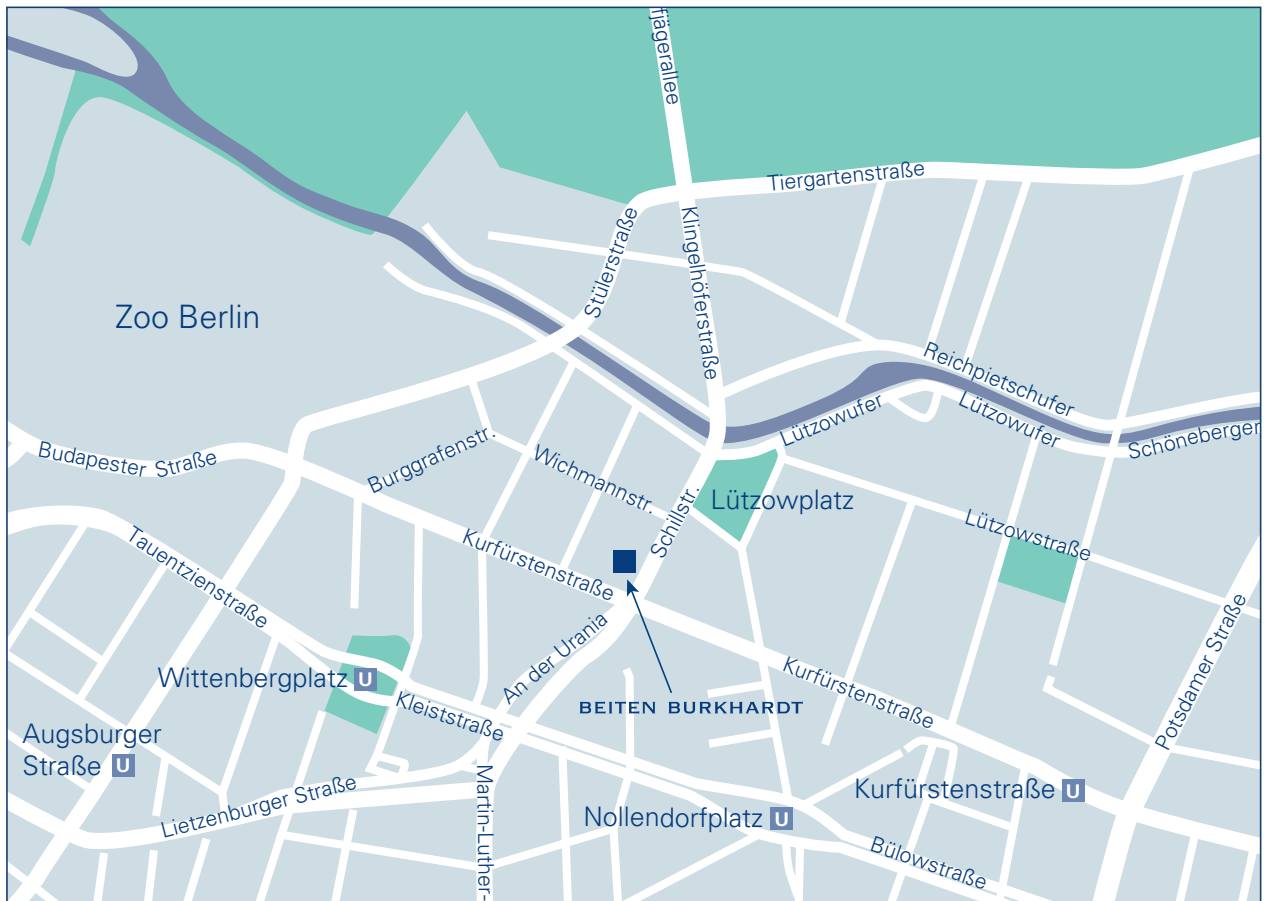 fjägerallee
Tiergartenstraße
Stülerstraße
Klingelhöferstraße
Zoo Berlin
Reichpietschufer
Lützowufer
Lützowufer
Schöneberger
Budapester Straße
Burggrafenstr.
Wichmannstr.
Schillstr.
Lützowplatz
Lützowstraße
Tauentzienstraße
Kurfürstenstraße
An der Urania
Potsdamer Straße
Wittenbergplatz U
Kleiststraße
BEITEN BURKHARDT
Kurfürstenstraße
Augsburger
Straße U
Lietzenburger Straße
Martin-Luther-
Nollendorfplatz U
Kurfürstenstraße U
Bülowstraße